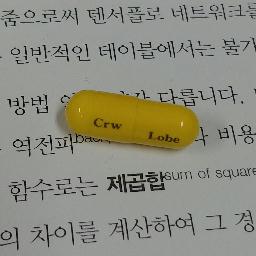 줌으로써 텐서플로 네트워크를
일반적인 테이블에서는 불가
방법 다릅니다.
Crw Lobe
역전파 bac 비용
함수로는 제곱합 sum of square
의 차이를 계산하여 그 경